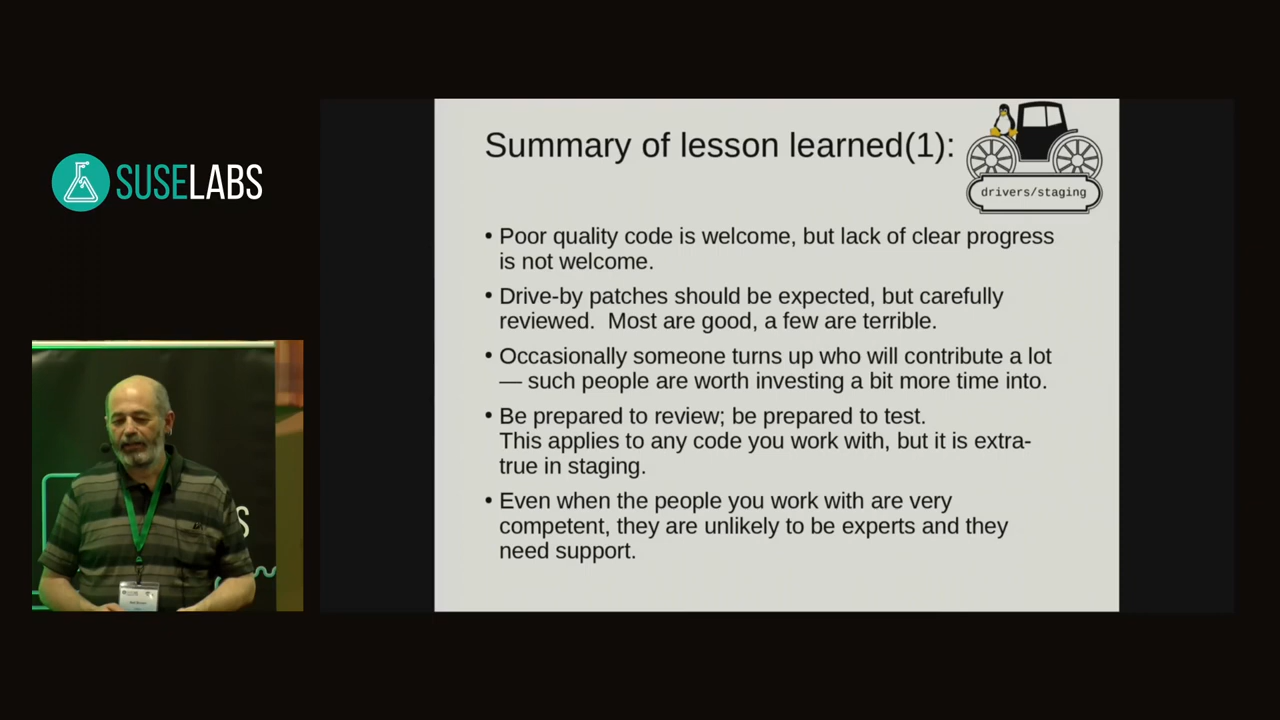 SUSELABS
Summary of lesson learned(1):
drivers/staging
• Poor quality code is welcome, but lack of clear progress
is not welcome.
• Drive-by patches should be expected, but carefully
reviewed.  Most are good, a few are terrible.
• Occasionally someone turns up who will contribute a lot
— such people are worth investing a bit more time into.
• Be prepared to review; be prepared to test.
This applies to any code you work with, but it is extra-
true in staging.
• Even when the people you work with are very
competent, they are unlikely to be experts and they
need support.
S